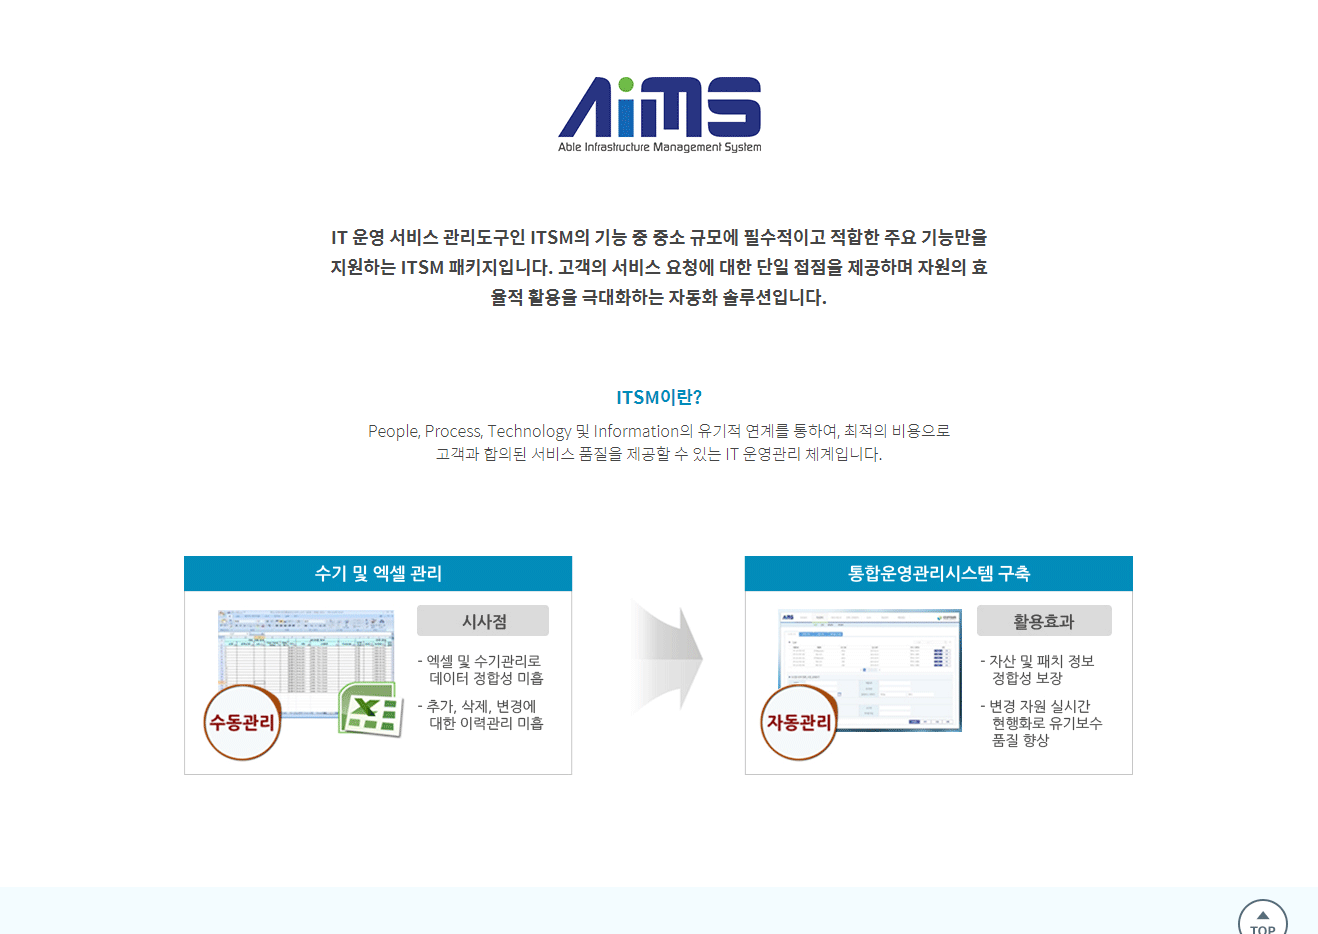 AiMS
Able Infrastructure Management System
IT 운영 서비스 관리도구인 ITSM의 기능 중 중소 규모에 필수적이고 적합한 주요 기능만을
지원하는 ITSM 패키지입니다. 고객의 서비스 요청에 대한 단일 접점을 제공하며 자원의 효
율적 활용을 극대화하는 자동화 솔루션입니다.
ITSM이란?
People, Process, Technology 및 Information의 유기적 연계를 통하여, 최적의 비용으로
고객과 합의된 서비스 품질을 제공할 수 있는 IT 운영관리 체계입니다.
수기 및 엑셀 관리
시사점
- 엑셀 및 수기관리로
데이터 정합성 미흡
- 추가, 삭제, 변경에
대한 이력관리 미흡
수동관리
통합운영관리시스템 구축
AiMS
활용효과
- 자산 및 패치 정보
정합성 보장
- 변경 자원 실시간
현행화로 유기보수
품질 향상
자동관리
TOP